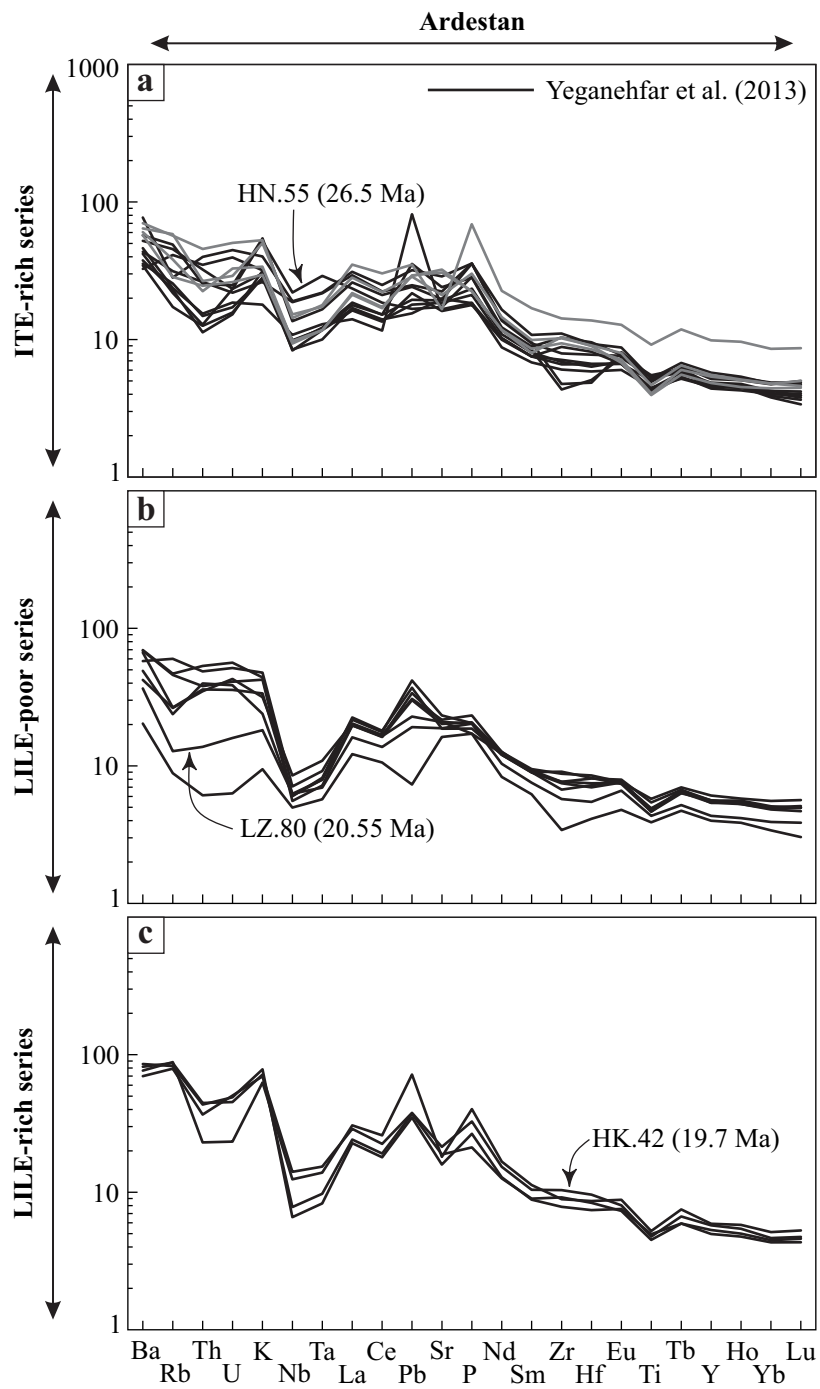 Ardestan
1000
a
Yeganehfar et al. (2013)
HN.55 (26.5 Ma)
100
10
1
ITE-rich series
b
100
10
1
LILE-poor series
LZ.80 (20.55 Ma)
c
100
10
1
LILE-rich series
HK.42 (19.7 Ma)
Ba Rb Th U K Nb Ta La Ce Pb Sr P Nd Sm Zr Hf Eu Ti Tb Y Ho Yb Lu